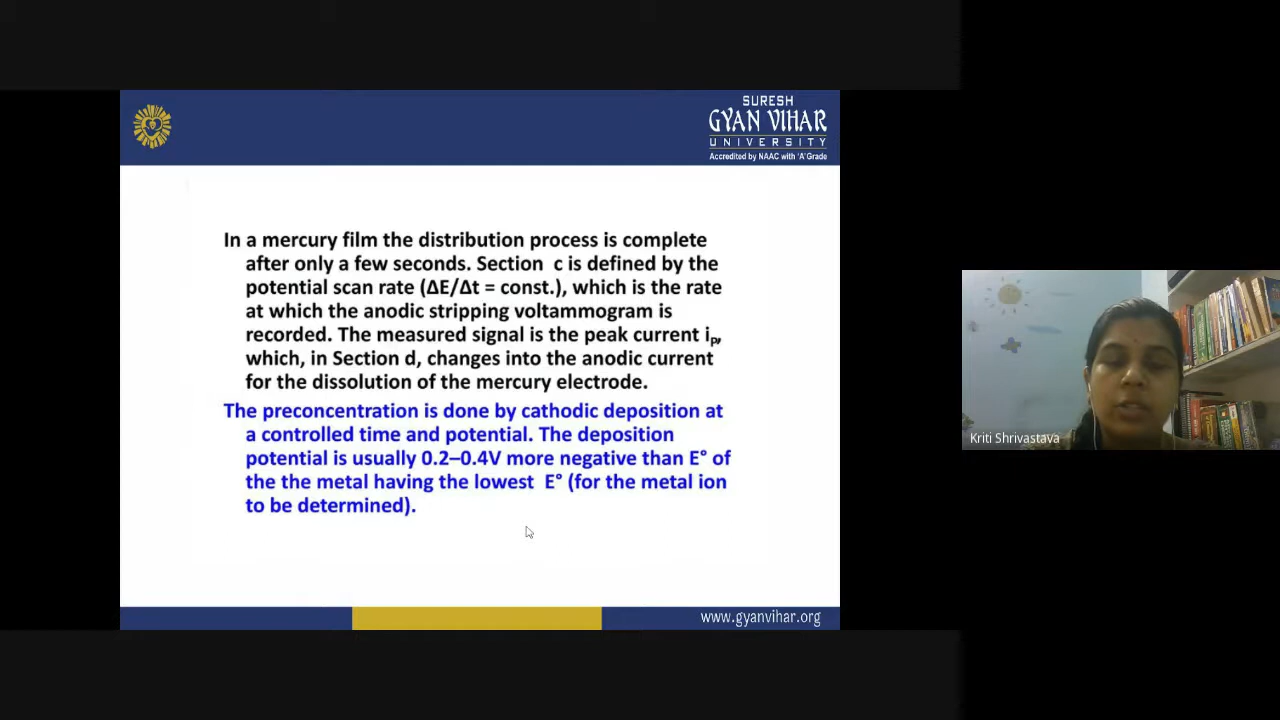 SURESH
GYAN VIHAR
UNIVERSITY
Accredited by NAAC with 'A' Grade
In a mercury film the distribution process is complete
after only a few seconds. Section c is defined by the
potential scan rate (ΔE/Δt = const.), which is the rate
at which the anodic stripping voltammogram is
recorded. The measured signal is the peak current iₚ,
which, in Section d, changes into the anodic current
for the dissolution of the mercury electrode.
The preconcentration is done by cathodic deposition at
a controlled time and potential. The deposition
potential is usually 0.2–0.4V more negative than E° of
the the metal having the lowest E° (for the metal ion
to be determined).
Kriti Shrivastava
www.gyanvihar.org